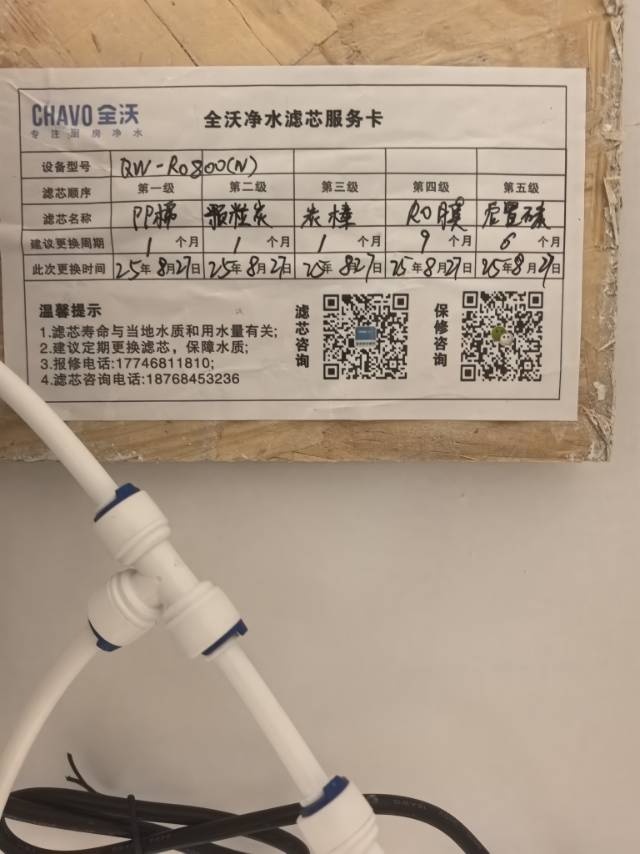 CHAVO 全沃
专注厨房净水
全沃净水滤芯服务卡
设备型号 QW-RO800(N)
滤芯顺序 第一级 第二级 第三级 第四级 第五级
滤芯名称 PP棉 颗粒炭 炭棒 RO膜 后置碳
建议更换周期 1 个月 1 个月 1 个月 9 个月 6 个月
此次更换时间 25年8月27日 25年8月27日 25年8月27日 25年8月27日 25年8月27日
温馨提示
1.滤芯寿命与当地水质和用水量有关;
2.建议定期更换滤芯，保障水质;
3.报修电话:17746811810;
4.滤芯咨询电话:18768453236
滤芯咨询
保修咨询